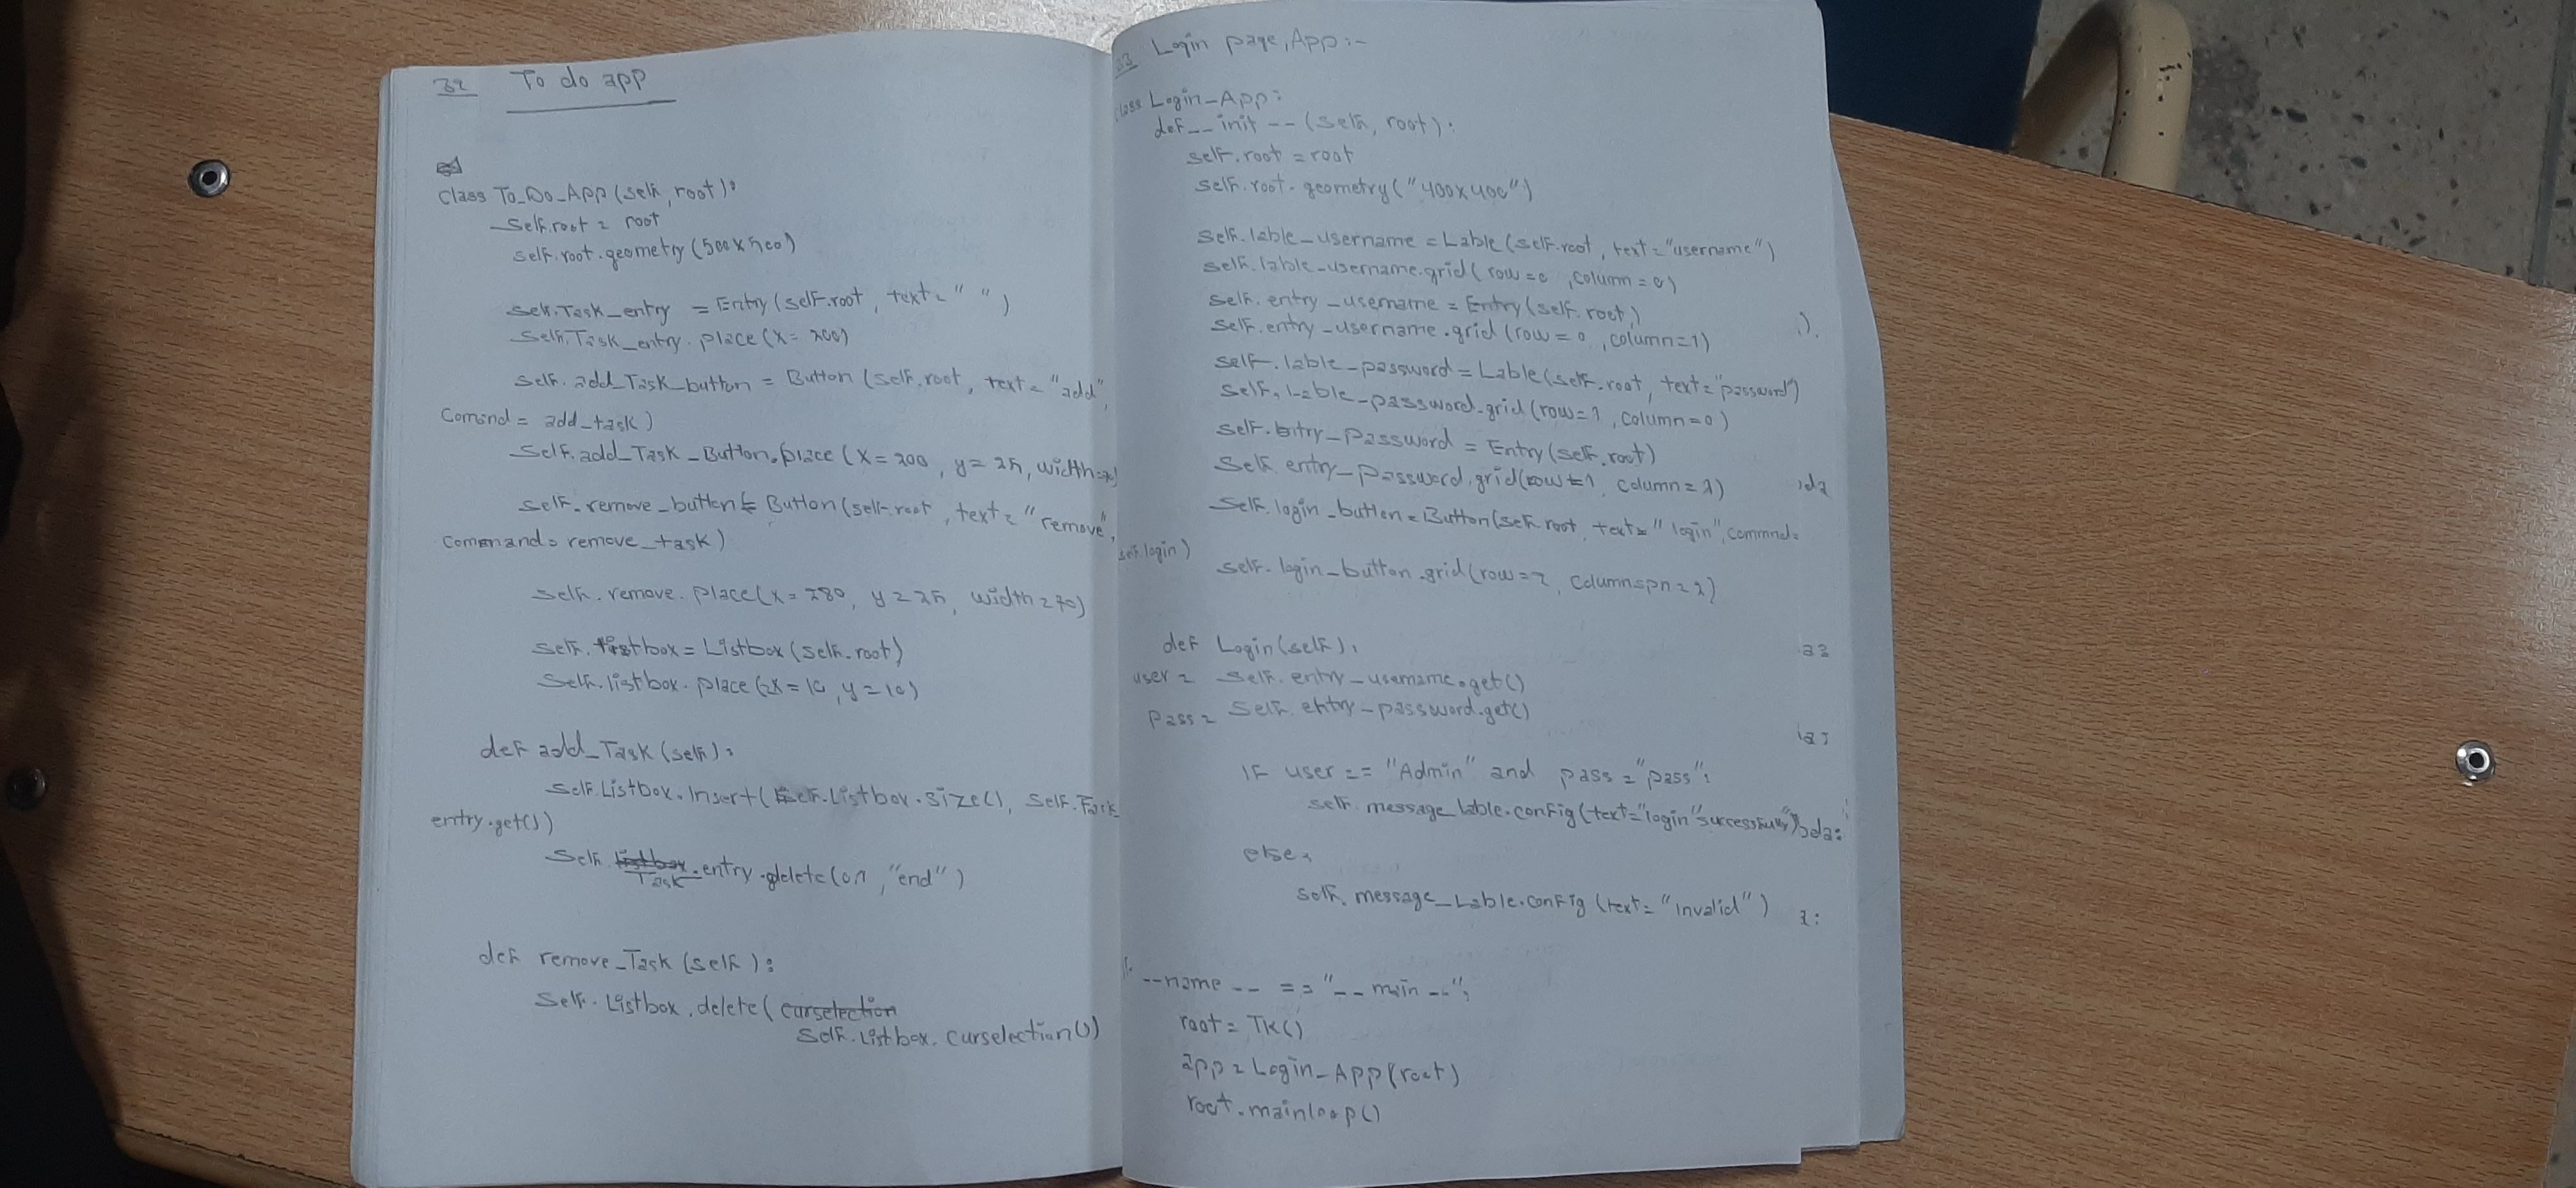 32 To do app
Class To_Do_App (self, root):
self.root = root
self.root.geometry (500x500)
self.Task_entry = Entry (self.root, text = " ")
self.Task_entry.place (x = 200)
self.add_Task_button = Button (self.root, text = "add",
Comand = add_task)
self.add_Task_Button.place (x = 200, y = 25, width=
self.remove_button = Button (self.root, text = "remove",
Command = remove_task)
self.remove.place (x = 280, y = 25, width = 70)
self.listbox = Listbox (self.root)
self.listbox.place (x = 10, y = 10)
def add_Task (self):
self.Listbox.insert (self.Listbox.size(), self.Task
entry.get())
self.Task entry.delete (0, "end")
def remove_Task (self):
self.Listbox.delete (curselection
self.Listbox.curselection())
33 Login page, App:-
class Login_App:
def __init__ (self, root):
self.root = root
self.root.geometry ("400x400")
self.lable_username = Lable (self.root, text = "username")
self.lable_username.grid (row = 0, column = 0)
self.entry_username = Entry (self.root)
self.entry_username.grid (row = 0, column = 1)
self.lable_password = Lable (self.root, text = "password")
self.lable_password.grid (row = 1, column = 0)
self.entry_password = Entry (self.root)
self.entry_password.grid (row = 1, column = 1)
self.login_button = Button (self.root, text = "login", commnd =
self.login)
self.login_button.grid (row = 2, columnspn = 2)
def Login (self):
user = self.entry_username.get()
pass = self.entry_password.get()
IF user == "Admin" and pass = "pass":
self.message_lable.config (text = "login" successfully")
else:
self.message_Lable.config (text = "invalid")
if __name__ == "__main__":
root = Tk()
app = Login_App (root)
root.mainloop()